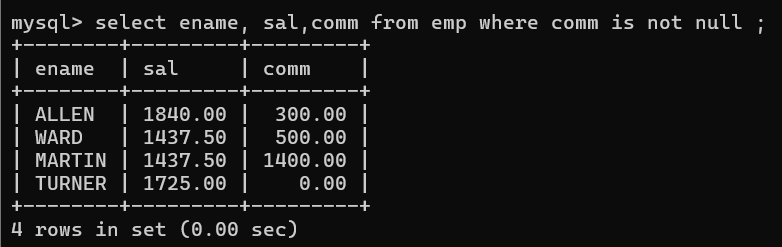 mysql> select ename, sal,comm from emp where comm is not null ;
+--------+---------+---------+
| ename  | sal     | comm    |
+--------+---------+---------+
| ALLEN  | 1840.00 |  300.00 |
| WARD   | 1437.50 |  500.00 |
| MARTIN | 1437.50 | 1400.00 |
| TURNER | 1725.00 |    0.00 |
+--------+---------+---------+
4 rows in set (0.00 sec)